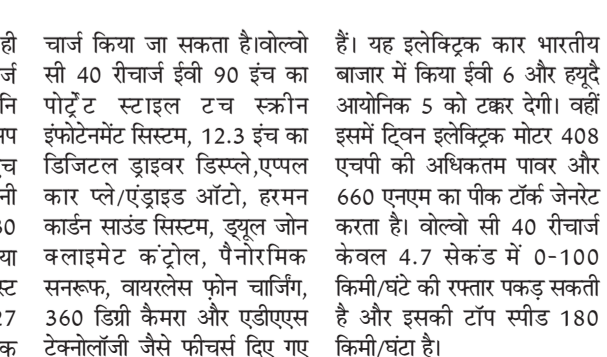 ही
र्ज
नि
च
नी
या
स्ट
27
क
चार्ज किया जा सकता है।वोल्वो
सी 40 रीचार्ज ईवी 90 इंच का
पोर्ट्रेट स्टाइल टच स्क्रीन
इंफोटेनमेंट सिस्टम, 12.3 इंच का
डिजिटल ड्राइवर डिस्प्ले,एप्पल
कार प्ले/एंड्राइड ऑटो, हरमन
कार्डन साउंड सिस्टम, ड्यूल जोन
क्लाइमेट कंट्रोल, पैनोरमिक
सनरूफ, वायरलेस फ़ोन चार्जिंग,
360 डिग्री कैमरा और एडीएएस
टेक्नोलॉजी जैसे फीचर्स दिए गए
हैं। यह इलेक्ट्रिक कार भारतीय
बाजार में किया ईवी 6 और हयूदै
आयोनिक 5 को टक्कर देगी। वहीं
इसमें ट्विन इलेक्ट्रिक मोटर 408
एचपी की अधिकतम पावर और
660 एनएम का पीक टॉर्क जेनरेट
करता है। वोल्वो सी 40 रीचार्ज
केवल 4.7 सेकंड में 0-100
किमी/घंटे की रफ्तार पकड़ सकती
है और इसकी टॉप स्पीड 180
किमी/घंटा है।